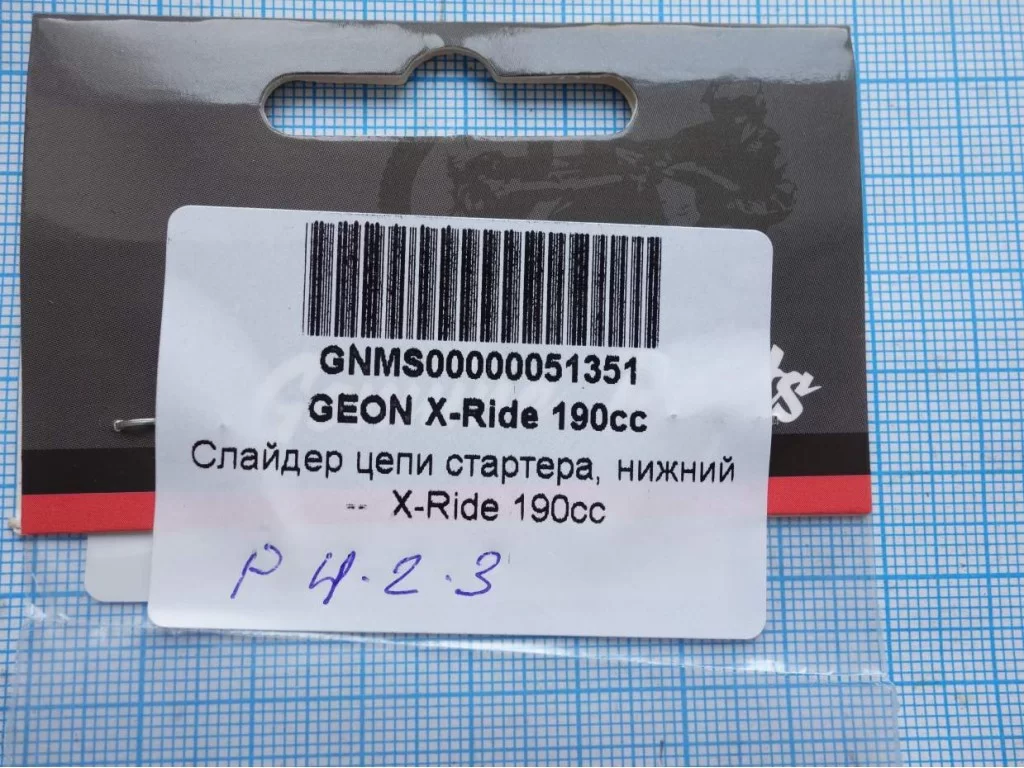 GNMS00000051351
GEON X-Ride 190cc
Слайдер цепи стартера, нижний
-- X-Ride 190cc
Р 4.2.3